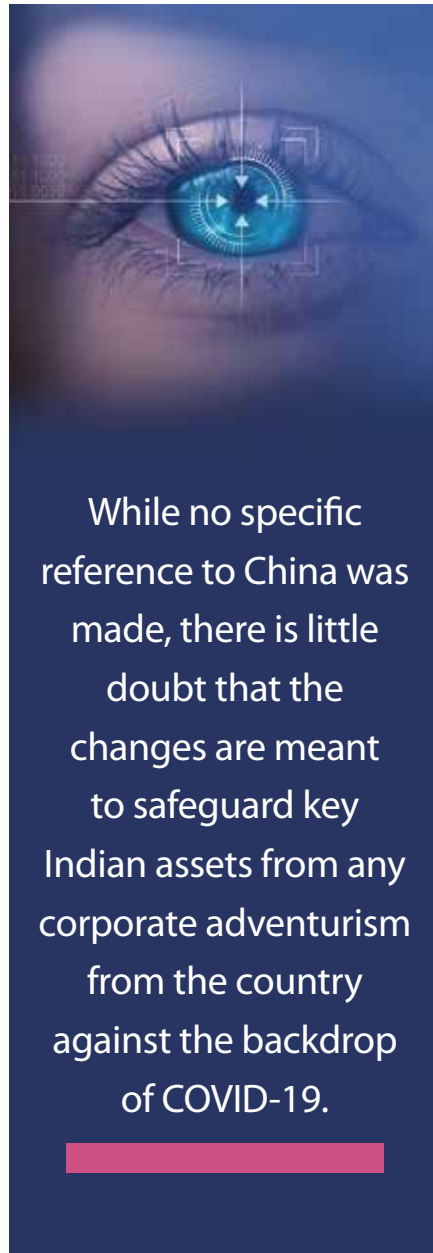 While no specific
reference to China was
made, there is little
doubt that the
changes are meant
to safeguard key
Indian assets from any
corporate adventurism
from the country
against the backdrop
of COVID-19.